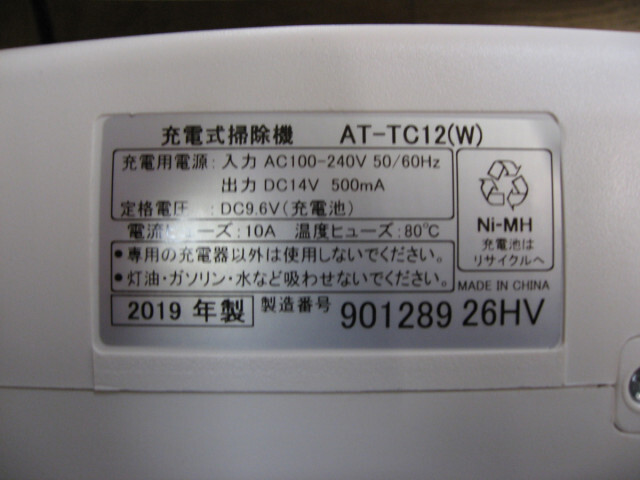 充電式掃除機 AT-TC12(W)
充電用電源：入力 AC100-240V 50/60Hz
出力 DC14V 500mA
定格電圧：DC9.6V(充電池)
電流ヒューズ：10A 温度ヒューズ：80℃
•専用の充電器以外は使用しないでください。
•灯油・ガソリン・水など吸わせないでください。
2019 年製 製造番号 901289 26HV
Ni-MH
充電池は
リサイクルへ
MADE IN CHINA